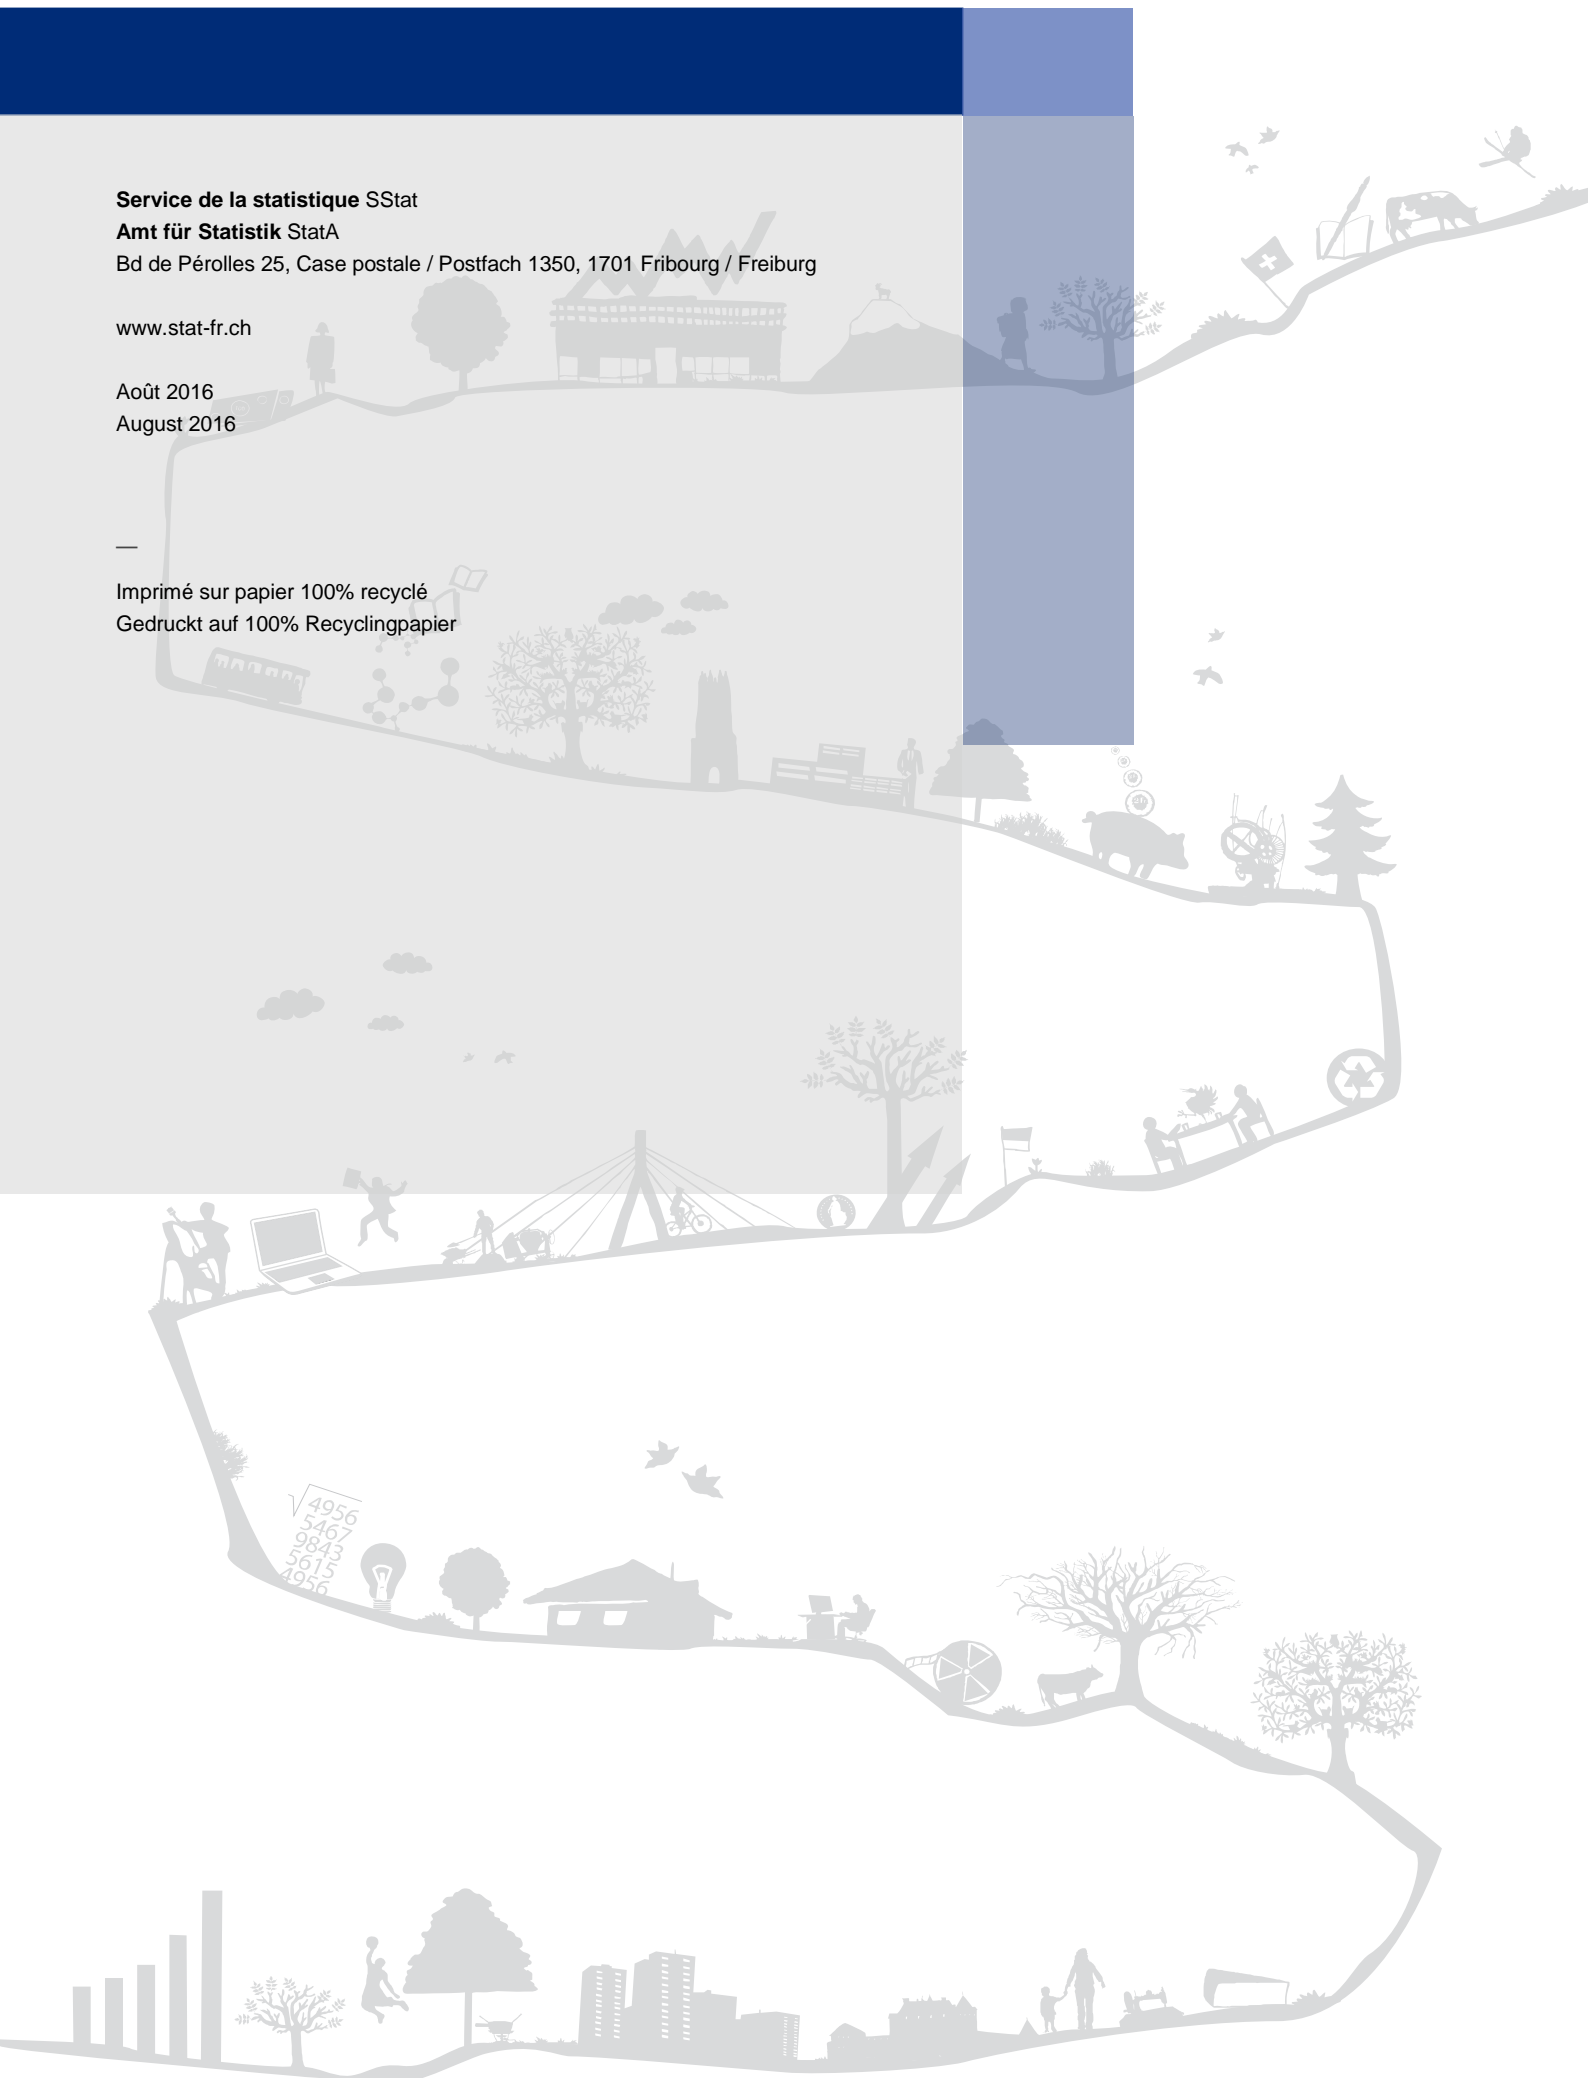 Service de la statistique SStat
Amt für Statistik StatA
Bd de Pérolles 25, Case postale / Postfach 1350, 1701 Fribourg / Freiburg
www.stat-fr.ch
Août 2016
August 2016
—
Imprimé sur papier 100% recyclé
Gedruckt auf 100% Recyclingpapier
4956
5467
9843
5615
4956